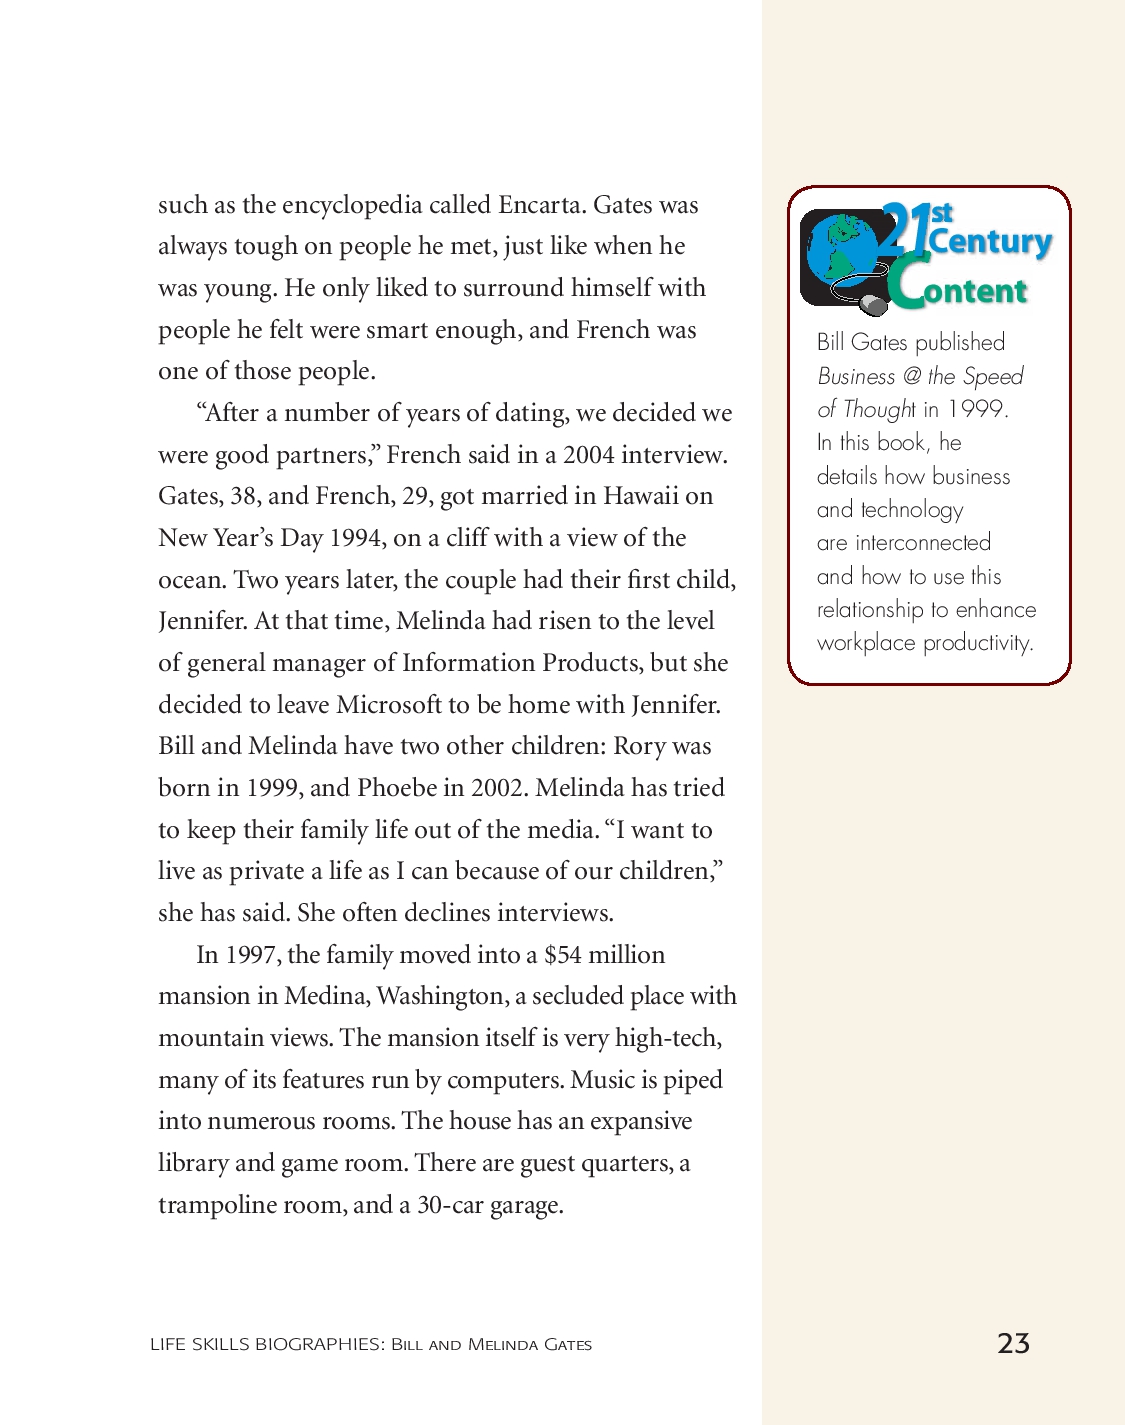 such as the encyclopedia called Encarta. Gates was
always tough on people he met, just like when he
was young. He only liked to surround himself with
people he felt were smart enough, and French was
one of those people.
“After a number of years of dating, we decided we
were good partners,” French said in a 2004 interview.
Gates, 38, and French, 29, got married in Hawaii on
New Year’s Day 1994, on a cliff with a view of the
ocean. Two years later, the couple had their first child,
Jennifer. At that time, Melinda had risen to the level
of general manager of Information Products, but she
decided to leave Microsoft to be home with Jennifer.
Bill and Melinda have two other children: Rory was
born in 1999, and Phoebe in 2002. Melinda has tried
to keep their family life out of the media. “I want to
live as private a life as I can because of our children,”
she has said. She often declines interviews.
In 1997, the family moved into a $54 million
mansion in Medina, Washington, a secluded place with
mountain views. The mansion itself is very high-tech,
many of its features run by computers. Music is piped
into numerous rooms. The house has an expansive
library and game room. There are guest quarters, a
trampoline room, and a 30-car garage.
21st
Century
Content
Bill Gates published
Business @ the Speed
of Thought in 1999.
In this book, he
details how business
and technology
are interconnected
and how to use this
relationship to enhance
workplace productivity.
LIFE SKILLS BIOGRAPHIES: BILL AND MELINDA GATES
23